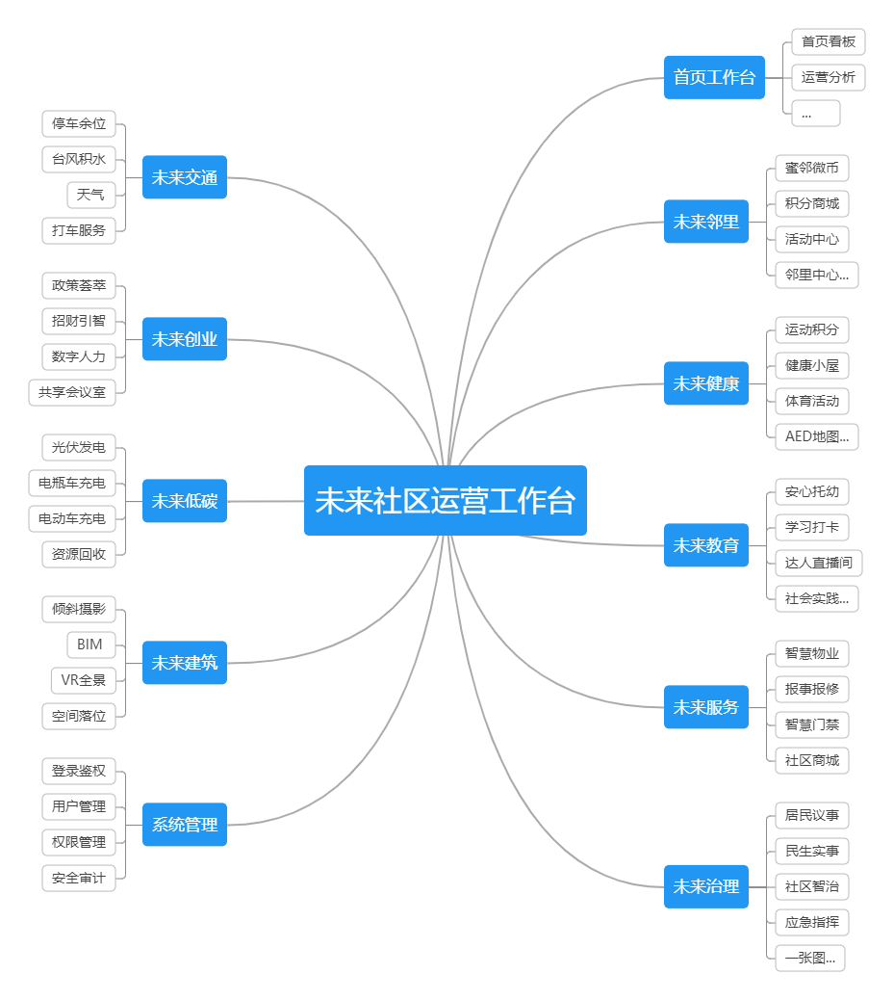 未来社区运营工作台
首页工作台
首页看板
运营分析
...
未来邻里
蜜邻微币
积分商城
活动中心
邻里中心...
未来健康
运动积分
健康小屋
体育活动
AED地图...
未来教育
安心托幼
学习打卡
达人直播间
社会实践...
未来服务
智慧物业
报事报修
智慧门禁
社区商城
未来治理
居民议事
民生实事
社区智治
应急指挥
一张图...
未来交通
停车余位
台风积水
天气
打车服务
未来创业
政策荟萃
招财引智
数字人力
共享会议室
未来低碳
光伏发电
电瓶车充电
电动车充电
资源回收
未来建筑
倾斜摄影
BIM
VR全景
空间落位
系统管理
登录鉴权
用户管理
权限管理
安全审计